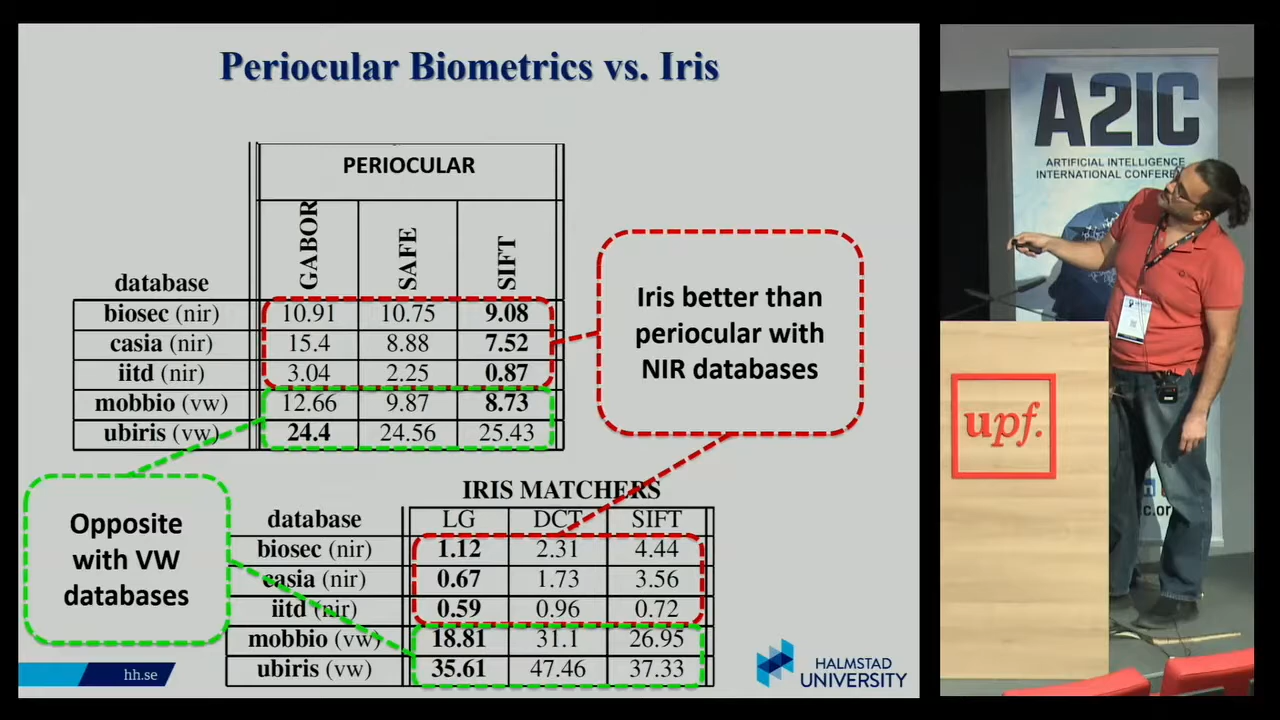 Periocular Biometrics vs. Iris
PERIOCULAR
database GABOR SAFE SIFT
biosec (nir) 10.91 10.75 9.08
casia (nir) 15.4 8.88 7.52
iitd (nir) 3.04 2.25 0.87
mobbio (vw) 12.66 9.87 8.73
ubiris (vw) 24.4 24.56 25.43
Iris better than
periocular with
NIR databases
Opposite
with VW
databases
IRIS MATCHERS
database LG DCT SIFT
biosec (nir) 1.12 2.31 4.44
casia (nir) 0.67 1.73 3.56
iitd (nir) 0.59 0.96 0.72
mobbio (vw) 18.81 31.1 26.95
ubiris (vw) 35.61 47.46 37.33
hh.se
HALMSTAD
UNIVERSITY
A2IC
ARTIFICIAL INTELLIGENCE
INTERNATIONAL
upf.